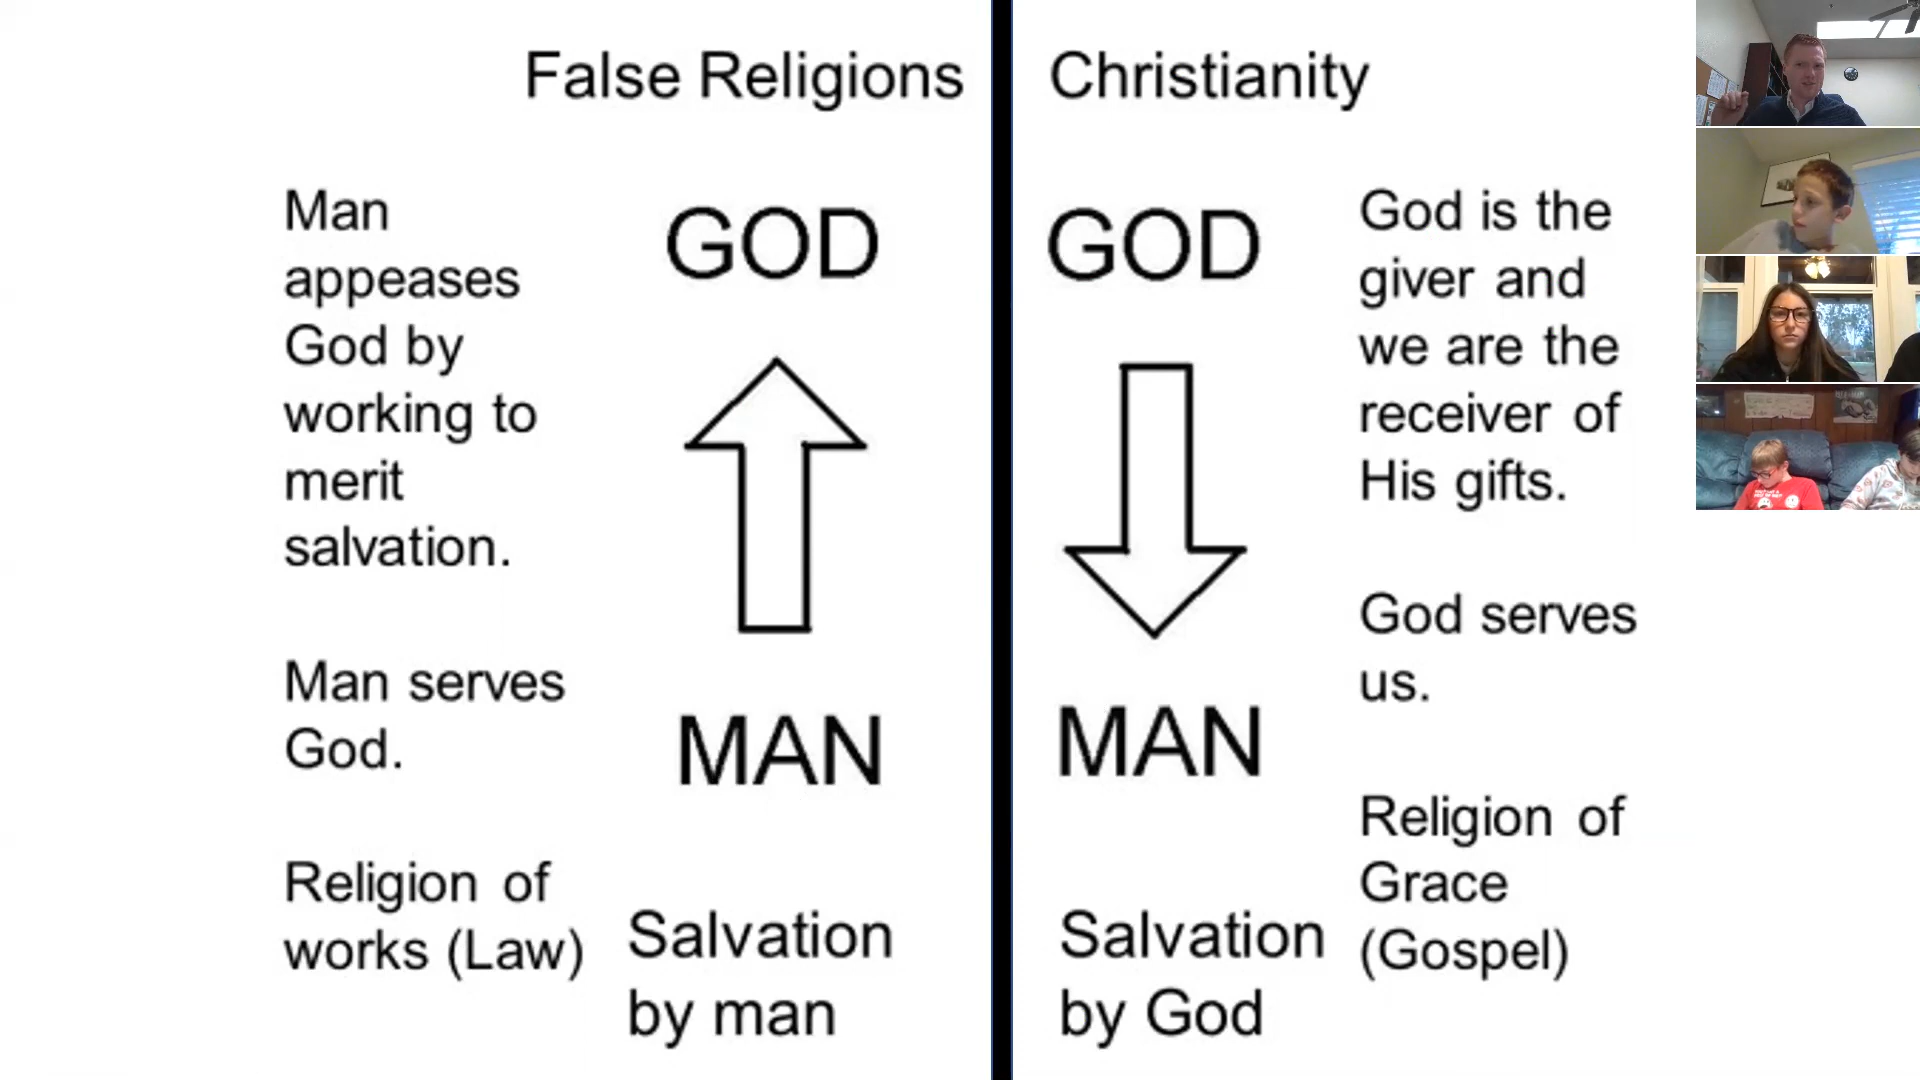 False Religions
Man
appeases
God by
working to
merit
salvation.
Man serves
God.
Religion of
works (Law)
GOD
MAN
Salvation
by man
Christianity
GOD
MAN
Salvation
by God
God is the
giver and
we are the
receiver of
His gifts.
God serves
us.
Religion of
Grace
(Gospel)